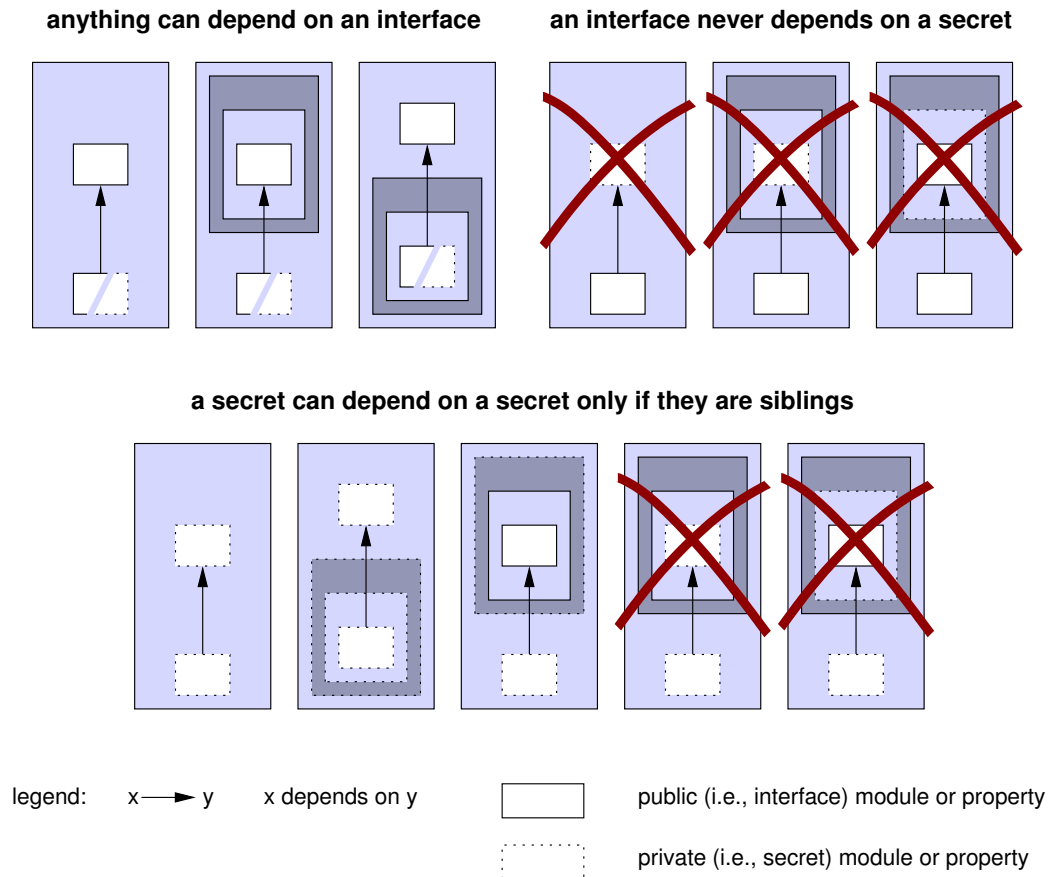 anything can depend on an interface
an interface never depends on a secret
a secret can depend on a secret only if they are siblings
legend: x y x depends on y
public (i.e., interface) module or property
private (i.e., secret) module or property